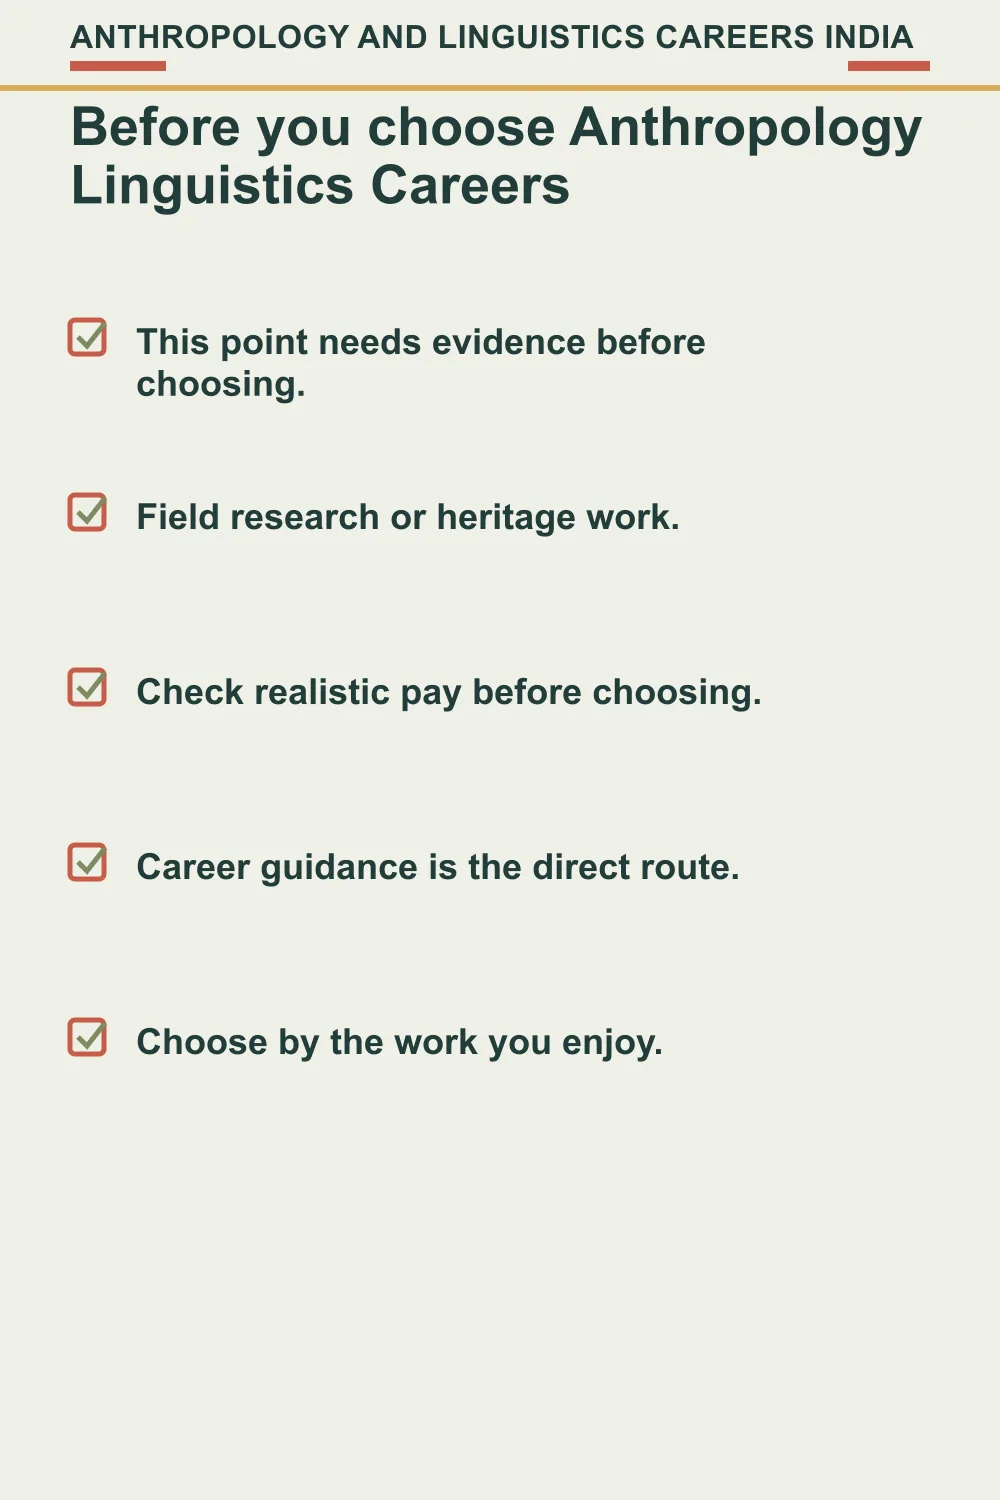 ANTHROPOLOGY AND LINGUISTICS CAREERS INDIA
Before you choose Anthropology
Linguistics Careers
This point needs evidence before
choosing.
Field research or heritage work.
Check realistic pay before choosing.
Career guidance is the direct route.
Choose by the work you enjoy.